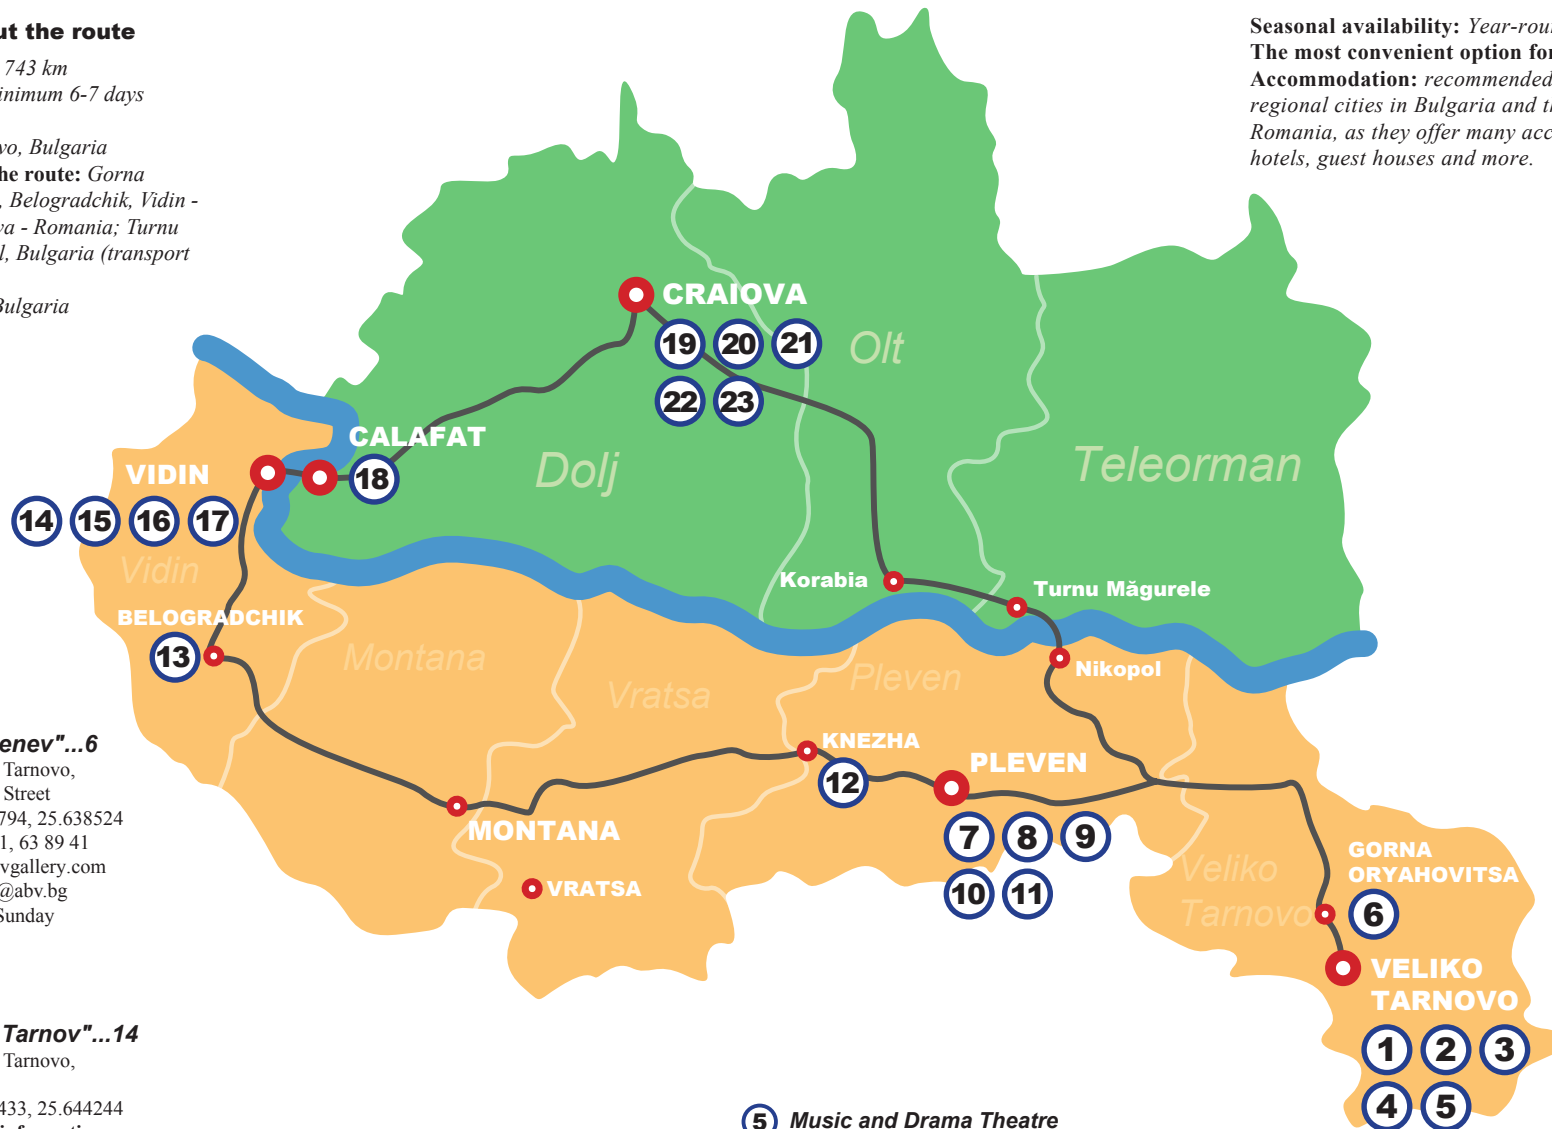 ut the route
743 km
inimum 6-7 days
vo, Bulgaria
he route: Gorna
, Belogradchik, Vidin -
va - Romania; Turnu
l, Bulgaria (transport
Bulgaria
Seasonal availability: Year-rou
The most convenient option for
Accommodation: recommended
regional cities in Bulgaria and th
Romania, as they offer many acc
hotels, guest houses and more.
CRAIOVA
19 20 21
22 23
Olt
CALAFAT
18
Dolj
Teleorman
VIDIN
14 15 16 17
Vidin
Korabia
Turnu Măgurele
BELOGRADCHIK
13
Montana
Vratsa
Pleven
Nikopol
KNEZHA
12
PLEVEN
7 8 9
10 11
MONTANA
VRATSA
Veliko
Tarnovo
GORNA
ORYAHOVITSA
6
VELIKO
TARNOVO
1 2 3
4 5
enev"...6
Tarnovo,
Street
794, 25.638524
1, 63 89 41
vgallery.com
@abv.bg
Sunday
Tarnov"...14
Tarnovo,
433, 25.644244
5 Music and Drama Theatre